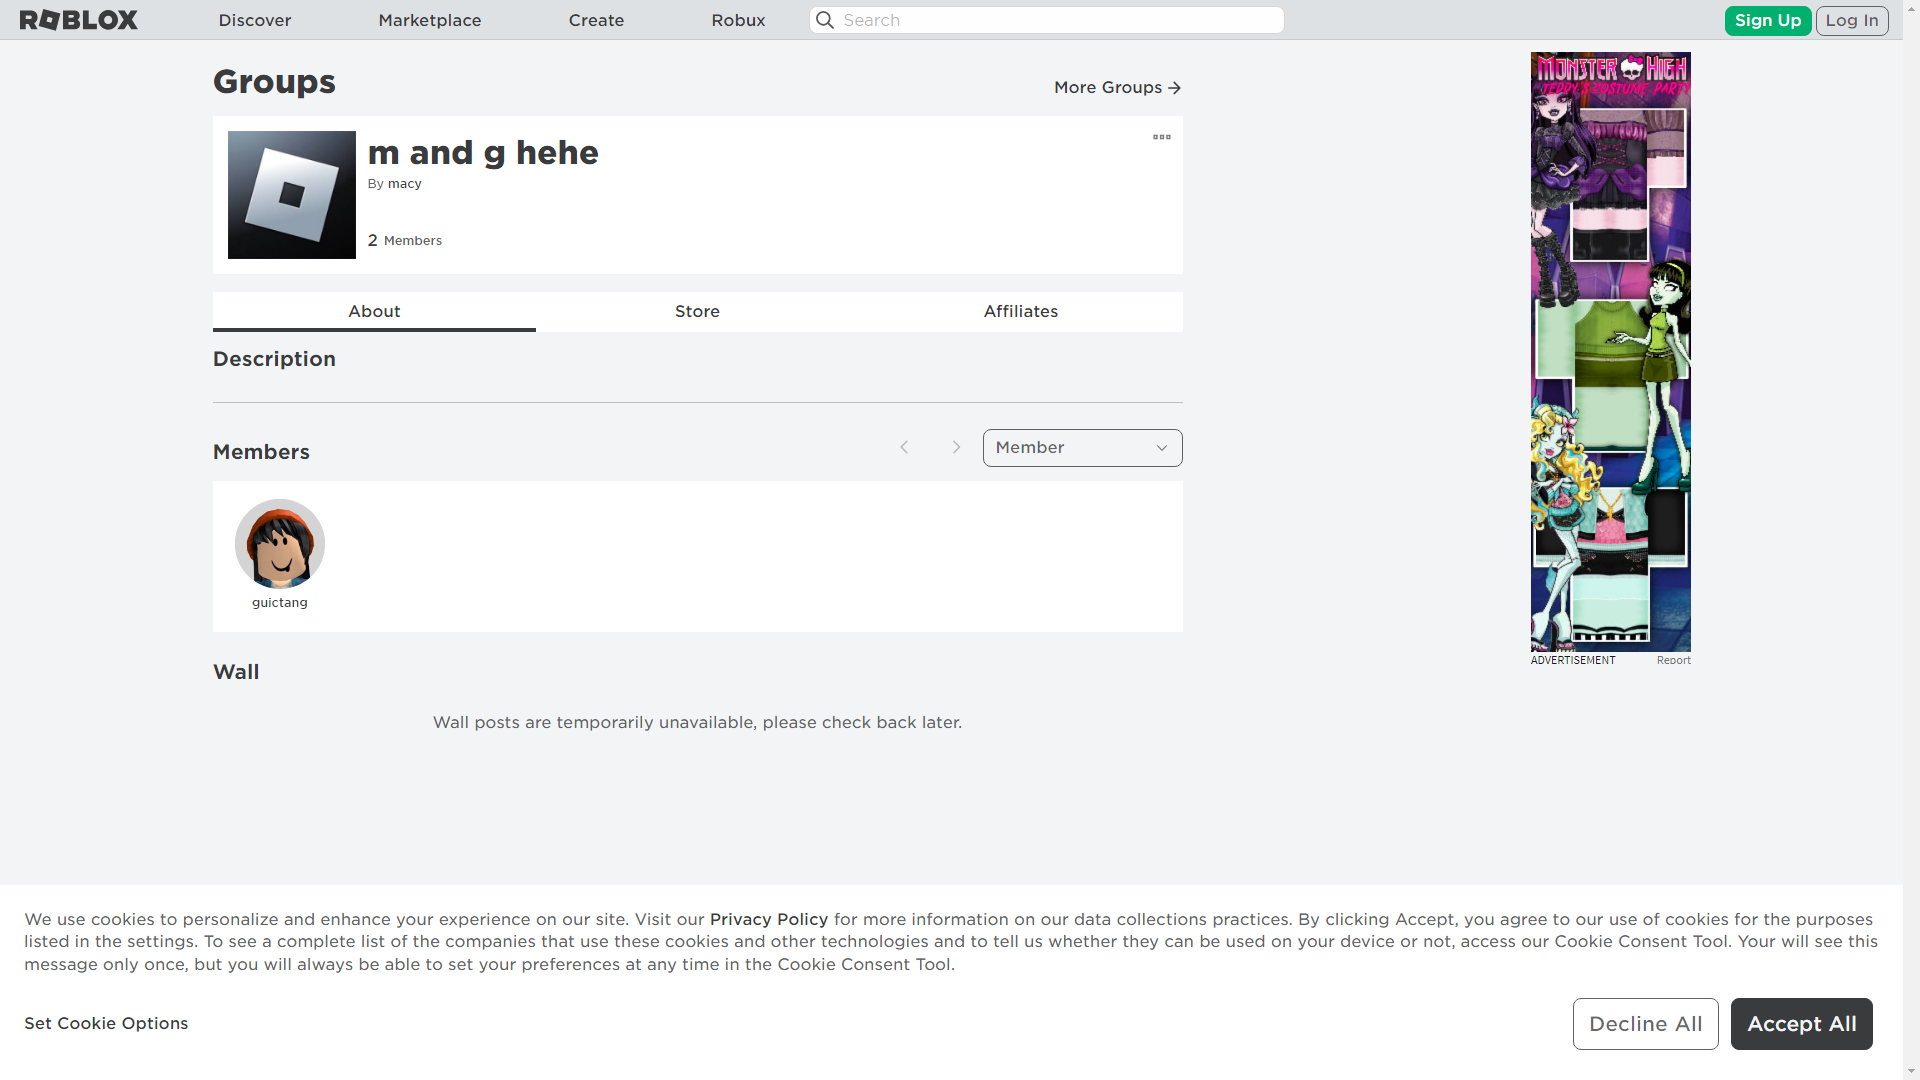 ROBLOX
Discover
Marketplace
Create
Robux
Search
Sign Up
Log In
Groups
More Groups
m and g hehe
By macy
2 Members
About
Store
Affiliates
Description
Members
Member
guictang
Wall
Wall posts are temporarily unavailable, please check back later.
MONSTER HIGH
TEDDY'S COSTUME PARTY
ADVERTISEMENT
Report
We use cookies to personalize and enhance your experience on our site. Visit our Privacy Policy for more information on our data collections practices. By clicking Accept, you agree to our use of cookies for the purposes
listed in the settings. To see a complete list of the companies that use these cookies and other technologies and to tell us whether they can be used on your device or not, access our Cookie Consent Tool. Your will see this
message only once, but you will always be able to set your preferences at any time in the Cookie Consent Tool.
Set Cookie Options
Decline All
Accept All